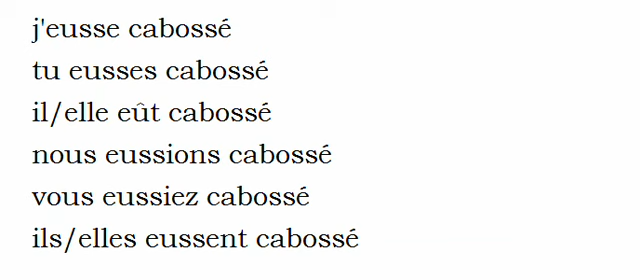 j'eusse cabossé
tu eusses cabossé
il/elle eût cabossé
nous eussions cabossé
vous eussiez cabossé
ils/elles eussent cabossé